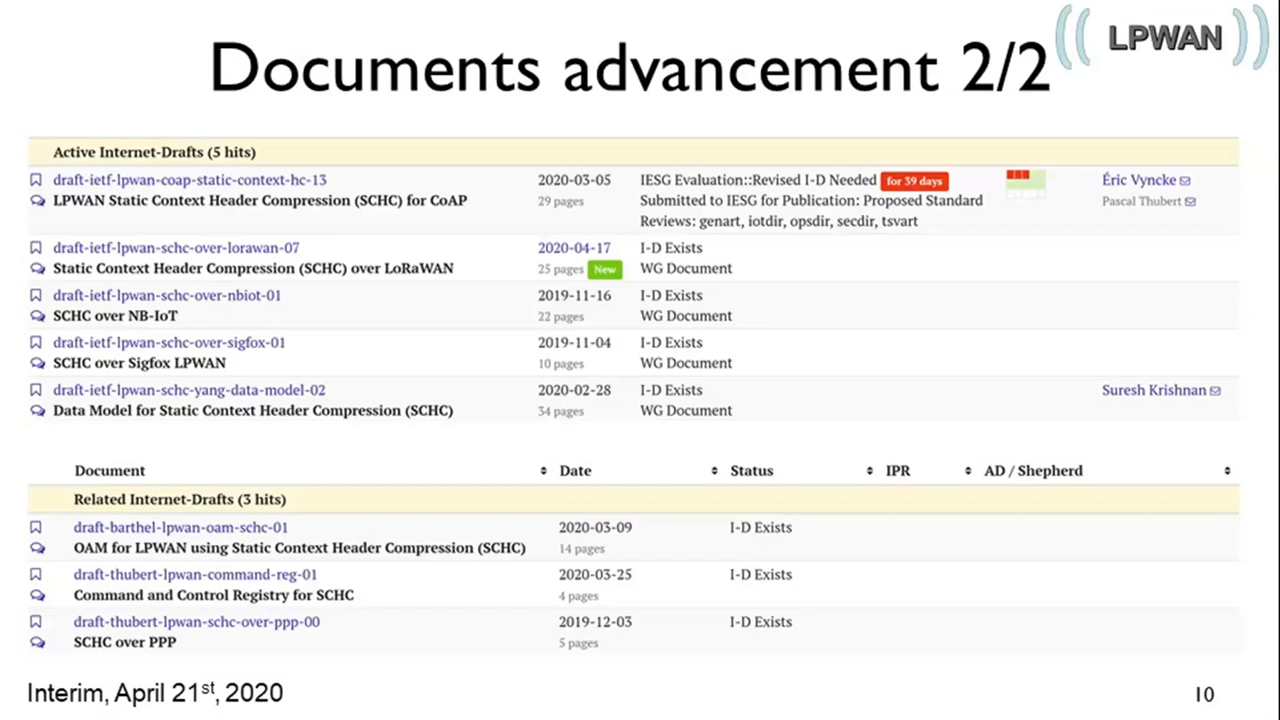 LPWAN
Documents advancement 2/2
Active Internet-Drafts (5 hits)
draft-ietf-lpwan-coap-static-context-hc-13 2020-03-05 IESG Evaluation::Revised I-D Needed for 39 days Éric Vyncke
LPWAN Static Context Header Compression (SCHC) for CoAP 29 pages Submitted to IESG for Publication: Proposed Standard Pascal Thubert
Reviews: genart, iotdir, opsdir, secdir, tsvart
draft-ietf-lpwan-schc-over-lorawan-07 2020-04-17 I-D Exists
Static Context Header Compression (SCHC) over LoRaWAN 25 pages New WG Document
draft-ietf-lpwan-schc-over-nbiot-01 2019-11-16 I-D Exists
SCHC over NB-IoT 22 pages WG Document
draft-ietf-lpwan-schc-over-sigfox-01 2019-11-04 I-D Exists
SCHC over Sigfox LPWAN 10 pages WG Document
draft-ietf-lpwan-schc-yang-data-model-02 2020-02-28 I-D Exists Suresh Krishnan
Data Model for Static Context Header Compression (SCHC) 34 pages WG Document
Document Date Status IPR AD / Shepherd
Related Internet-Drafts (3 hits)
draft-barthel-lpwan-oam-schc-01 2020-03-09 I-D Exists
OAM for LPWAN using Static Context Header Compression (SCHC) 14 pages
draft-thubert-lpwan-command-reg-01 2020-03-25 I-D Exists
Command and Control Registry for SCHC 4 pages
draft-thubert-lpwan-schc-over-ppp-00 2019-12-03 I-D Exists
SCHC over PPP 5 pages
Interim, April 21st, 2020 10